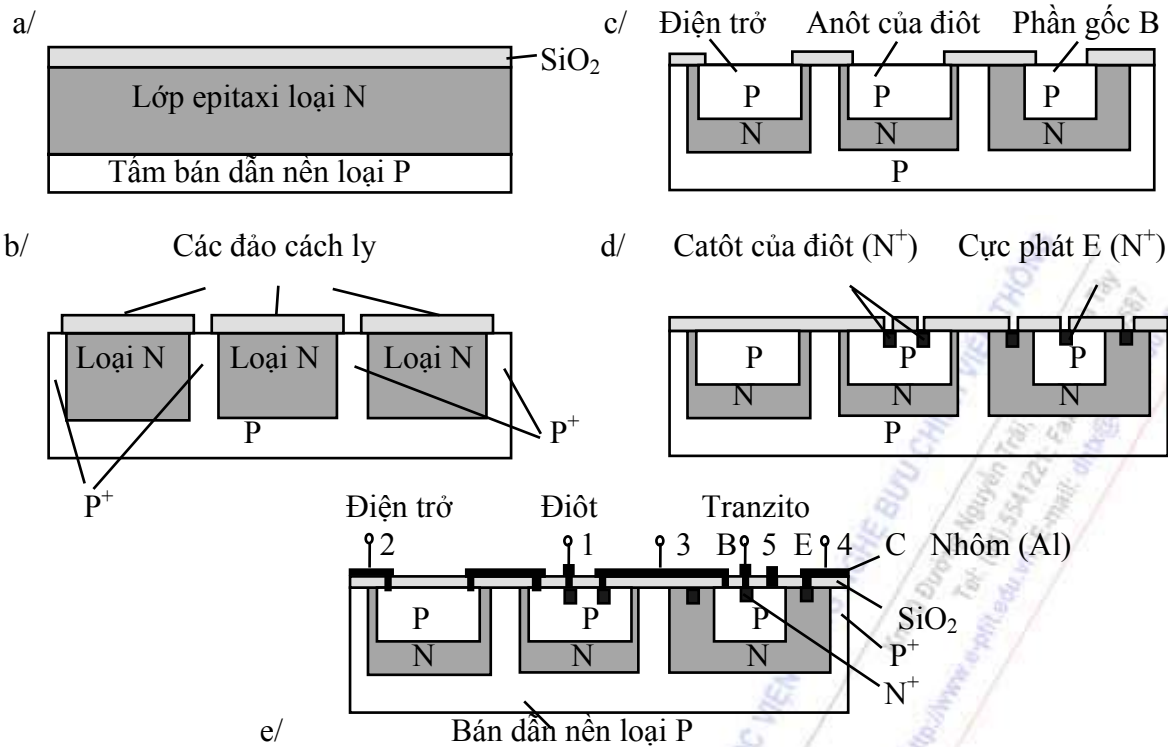 a/
SiO2
Lớp epitaxi loại N
Tấm bán dẫn nền loại P
b/
Các đảo cách ly
Loại N Loại N Loại N
P
P+
P+
c/
Điện trở Anôt của điôt Phần gốc B
P P P
N N N
P
d/
Catôt của điôt (N+) Cực phát E (N+)
P P P
N N N
P
Điện trở Điôt Tranzito
2 1 3 B 5 E 4 C Nhôm (Al)
SiO2
P P P
P+
N N
N+
e/ Bán dẫn nền loại P